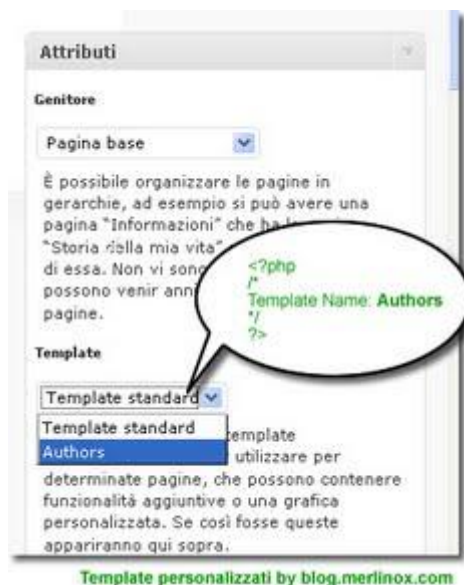 Attributi
Genitore
Pagina base
È possibile organizzare le pagine in
gerarchie, ad esempio si può avere una
pagina "Informazioni" che ha
"Storia della mia vita"
di essa. Non vi sono
possono venir
pagine.
<?php
/*
Template Name: Authors
*/
?>
Template
Template standard
Template standard
Authors
template
utilizzare per
determinate pagine, che possono contenere
funzionalità aggiuntive o una grafica
personalizzata. Se così fosse queste
appariranno qui sopra.
Template personalizzati by blog.merlinox.com